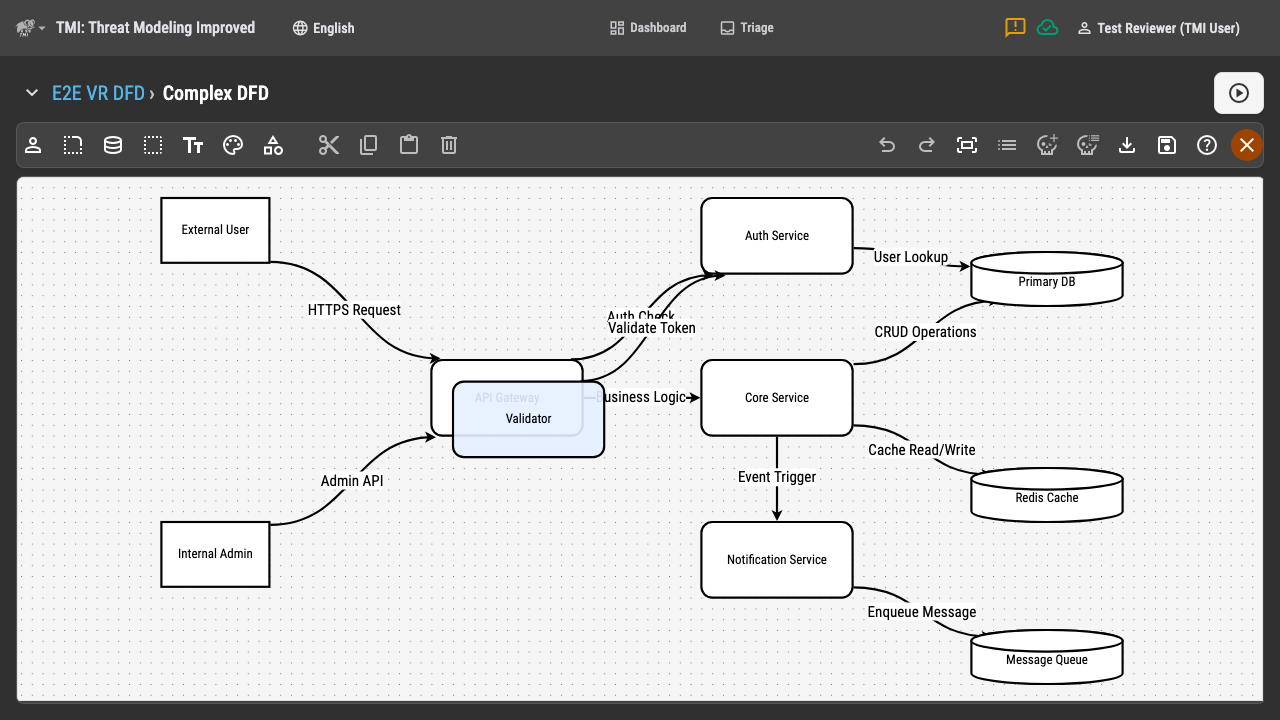 TMI
TMI: Threat Modeling Improved
English
Dashboard
Triage
Test Reviewer (TMI User)
E2E VR DFD › Complex DFD
Tт
External User
Auth Service
User Lookup
Primary DB
HTTPS Request
Auth Check
Validate Token
CRUD Operations
API Gateway
Business Logic
Core Service
Validator
Cache Read/Write
Admin API
Event Trigger
Redis Cache
Internal Admin
Notification Service
Enqueue Message
Message Queue